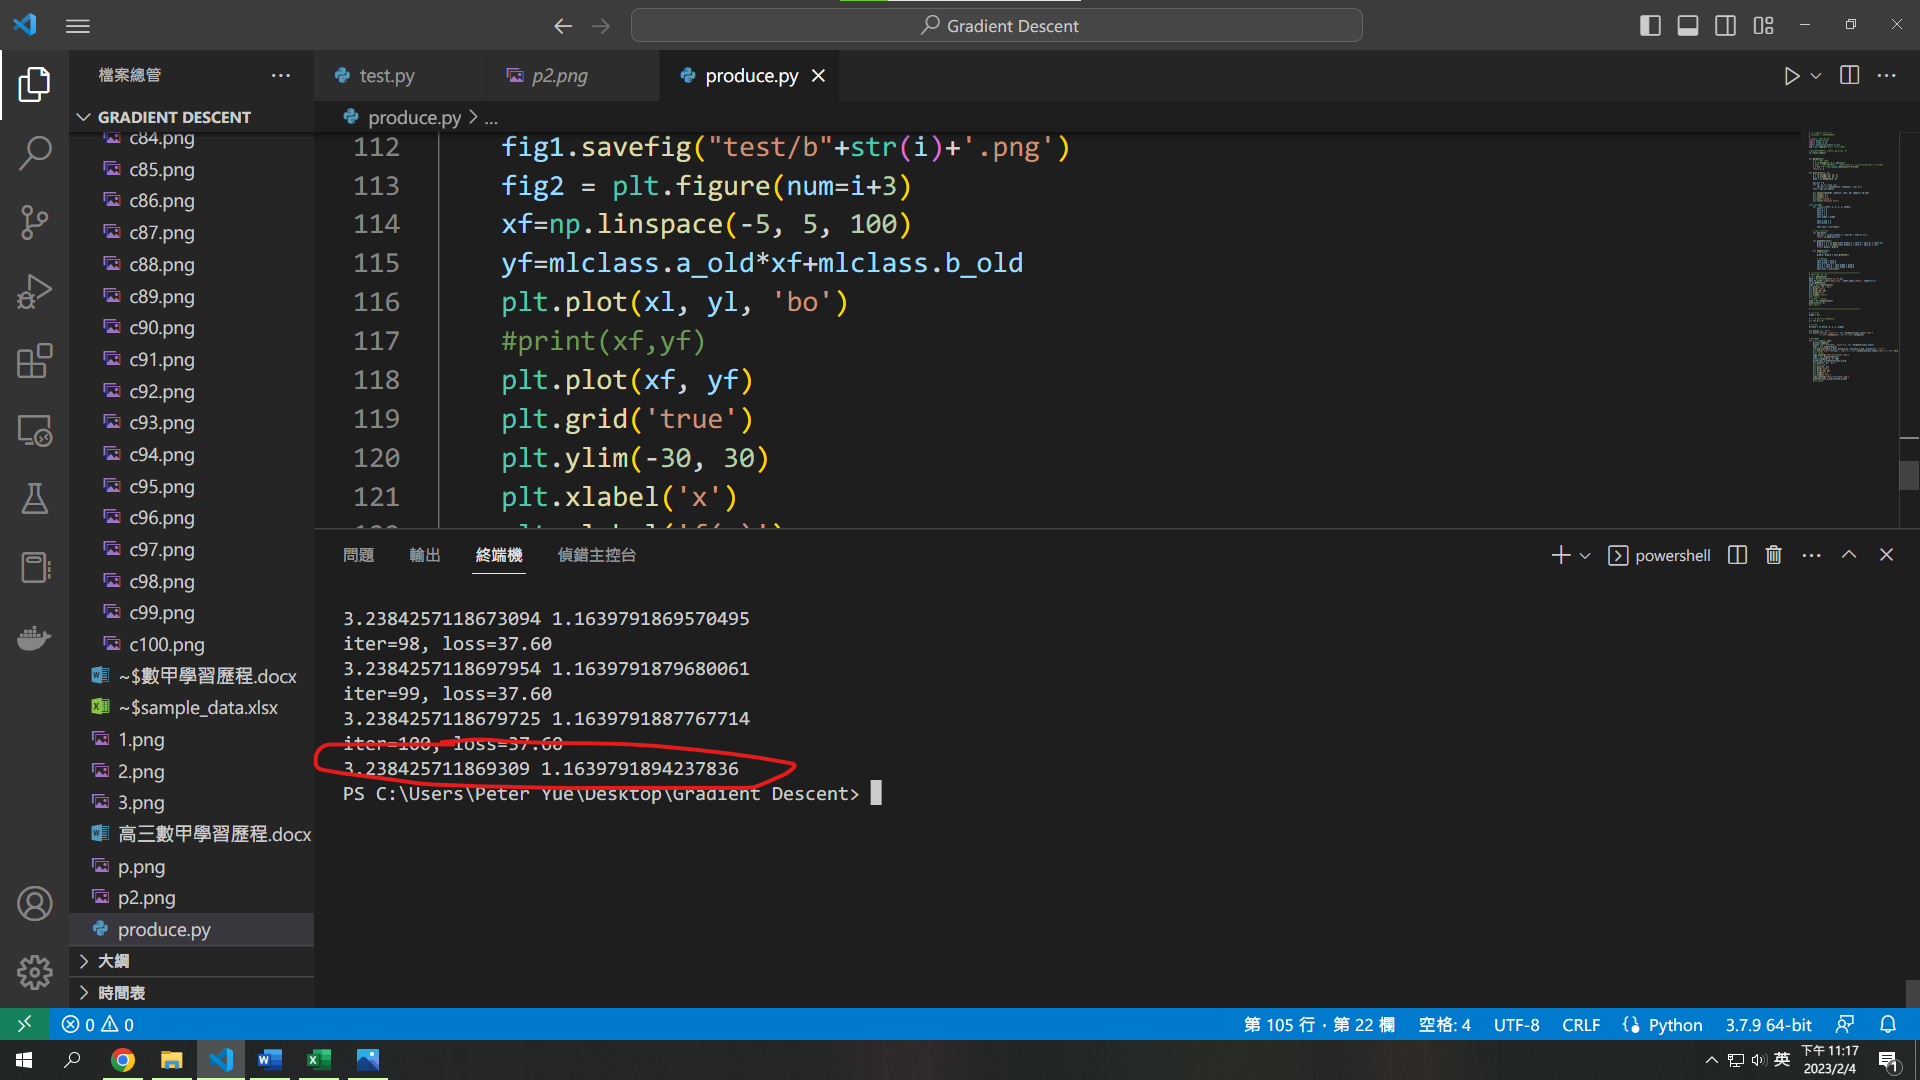 Gradient Descent
檔案總管
test.py
p2.png
produce.py
GRADIENT DESCENT
produce.py > ...
c84.png
c85.png
c86.png
c87.png
c88.png
c89.png
c90.png
c91.png
c92.png
c93.png
c94.png
c95.png
c96.png
c97.png
c98.png
c99.png
c100.png
~$數甲學習歷程.docx
~$sample_data.xlsx
1.png
2.png
3.png
高三數甲學習歷程.docx
p.png
p2.png
produce.py
大綱
時間表
112 fig1.savefig("test/b"+str(i)+'.png')
113 fig2 = plt.figure(num=i+3)
114 xf=np.linspace(-5, 5, 100)
115 yf=mlclass.a_old*xf+mlclass.b_old
116 plt.plot(xl, yl, 'bo')
117 #print(xf,yf)
118 plt.plot(xf, yf)
119 plt.grid('true')
120 plt.ylim(-30, 30)
121 plt.xlabel('x')
問題 輸出 終端機 偵錯主控台
powershell
3.2384257118673094 1.1639791869570495
iter=98, loss=37.60
3.2384257118697954 1.1639791879680061
iter=99, loss=37.60
3.2384257118679725 1.1639791887767714
iter=100, loss=37.60
3.238425711869309 1.1639791894237836
PS C:\Users\Peter Yue\Desktop\Gradient Descent>
0 0
第 105 行，第 22 欄 空格: 4 UTF-8 CRLF Python 3.7.9 64-bit
英
下午 11:17
2023/2/4
1